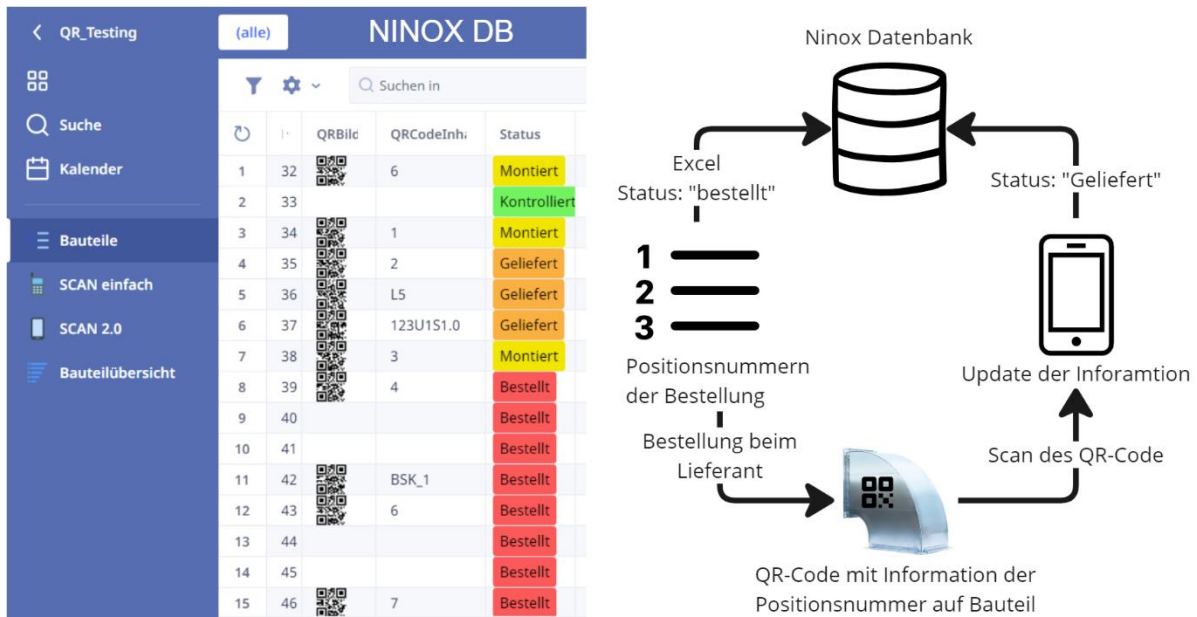 QR_Testing
(alle)
NINOX DB
Suchen in
Suche
Kalender
Bauteile
SCAN einfach
SCAN 2.0
Bauteilübersicht
QRBild QRCodeInha Status
1 32 6 Montiert
2 33 Kontrolliert
3 34 1 Montiert
4 35 2 Geliefert
5 36 L5 Geliefert
6 37 123U1S1.0 Geliefert
7 38 3 Montiert
8 39 4 Bestellt
9 40 Bestellt
10 41 Bestellt
11 42 BSK_1 Bestellt
12 43 6 Bestellt
13 44 Bestellt
14 45 Bestellt
15 46 7 Bestellt
Ninox Datenbank
Excel
Status: "bestellt"
Status: "Geliefert"
1
2
3
Positionsnummern
der Bestellung
Update der Inforamtion
Bestellung beim
Lieferant
Scan des QR-Code
QR-Code mit Information der
Positionsnummer auf Bauteil